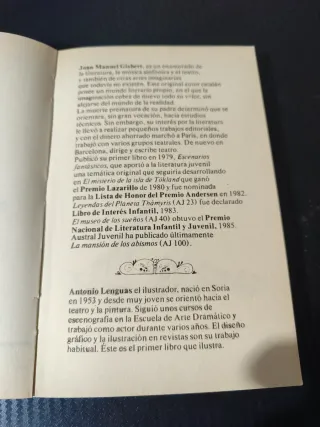 Joan Manuel Gisbert, es un enamorado de
la literatura, la música sinfónica y el teatro,
y también de otras artes imaginarias
que todavía no existen. Este original autor
un mundo literario propio, en el que la
imaginación cobra de nuevo todo su valor, sin
alejarse del mundo de la realidad.
La muerte prematura de su padre determinó que se
orientara, sin gran vocación, hacia estudios
técnicos. Sin embargo, su interés por la literatura
le llevó a realizar pequeños trabajos editoriales,
y con el dinero ahorrado marchó a París, en donde
trabajó con varios grupos teatrales. De nuevo en
Barcelona, dirige y escribe teatro.
Publicó su primer libro en 1979, Escenarios
fantásticos, que aportó a la literatura juvenil
una temática original que seguiría desarrollando
en El misterio de la isla de Tökland que ganó
el Premio Lazarillo de 1980 y fue nominada
para la Lista de Honor del Premio Andersen en 1982.
Leyendas del Planeta Thámyris (AJ 23) fue declarado
Libro de Interés Infantil, 1983.
El museo de los sueños (AJ 40) obtuvo el Premio
Nacional de Literatura Infantil y Juvenil, 1985.
Austral Juvenil ha publicado últimamente
La mansión de los abismos (AJ 100).
Antonio Lenguas el ilustrador, nació en Soria
en 1953 y desde muy joven se orientó hacia el
teatro y la pintura. Siguió unos cursos de
escenografía en la Escuela de Arte Dramático y
trabajó como actor durante varios años. El diseño
gráfico y la ilustración en revistas son su trabajo
habitual. Éste es el primer libro que ilustra.